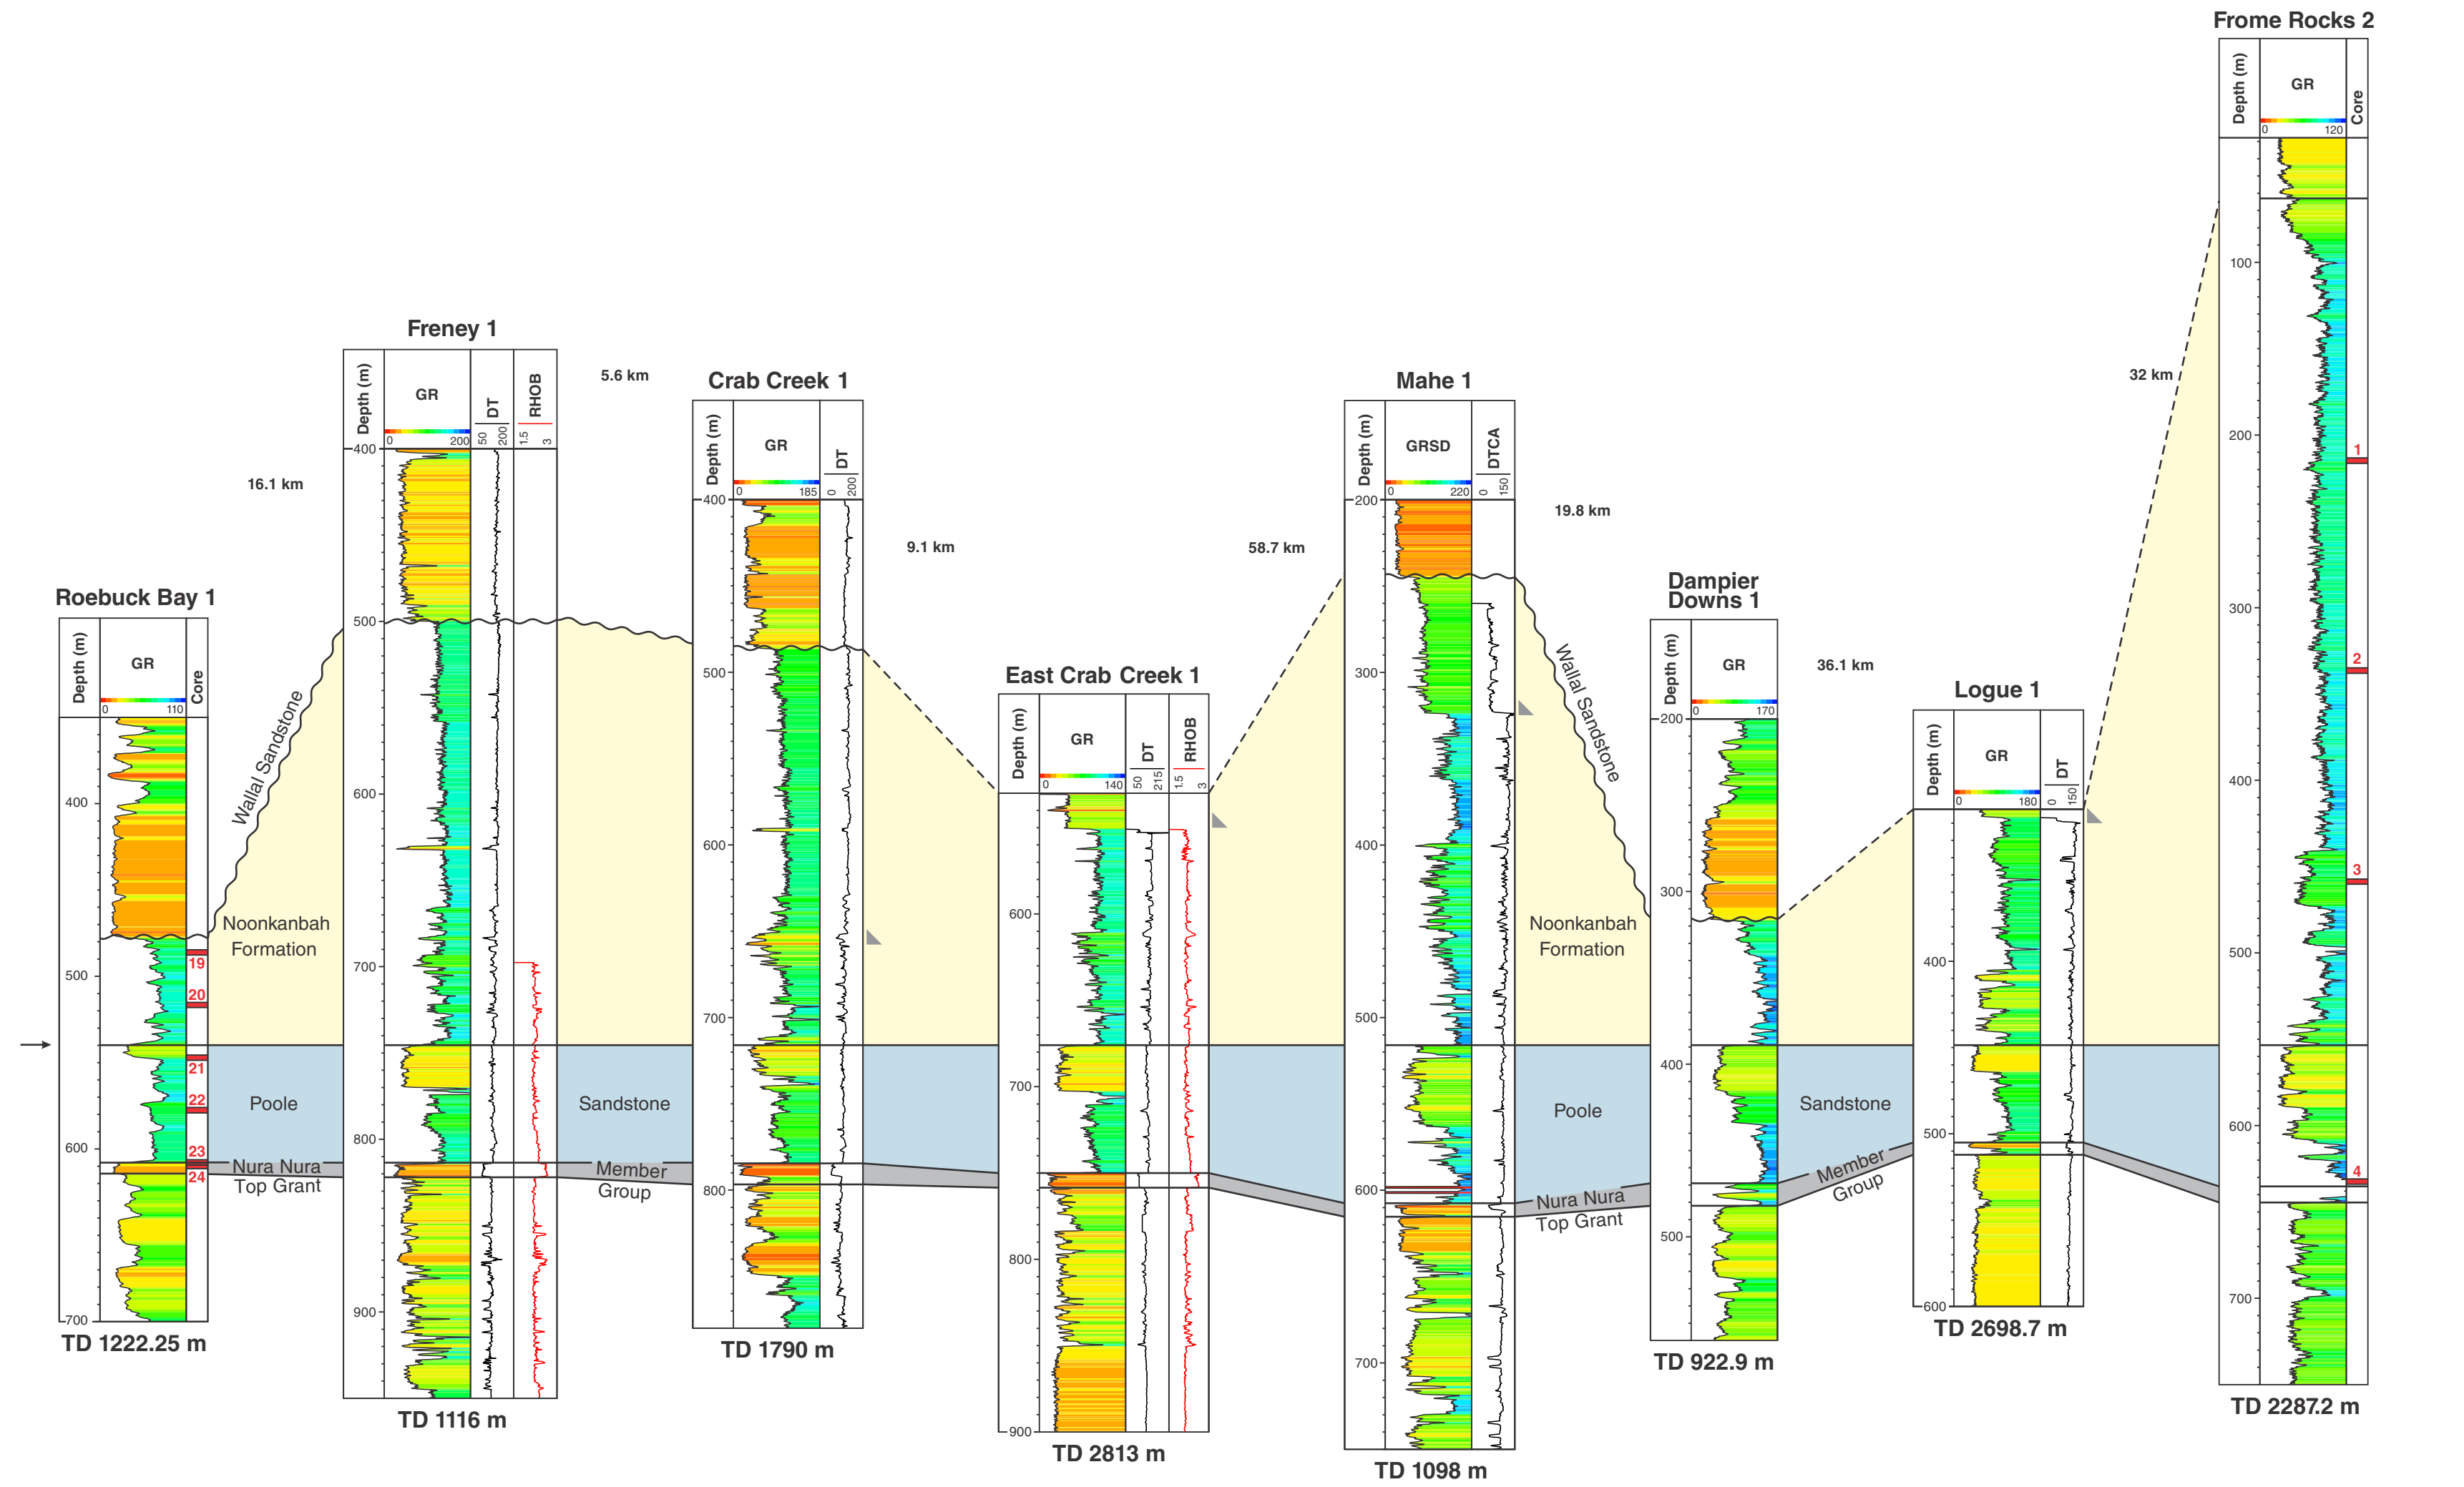 Frome Rocks 2
Depth (m)
GR
Core
0 120
100
200
300
400
500
600
700
1
2
3
4
TD 2287.2 m
Freney 1
Depth (m)
GR
DT
RHOB
0 200
50 200
1.5 3
400
500
600
700
800
900
TD 1116 m
5.6 km
16.1 km
Crab Creek 1
Depth (m)
GR
DT
0 185
0 200
400
500
600
700
800
TD 1790 m
9.1 km
Mahe 1
Depth (m)
GRSD
DTCA
0 220
0 150
200
300
400
500
600
700
TD 1098 m
58.7 km
19.8 km
32 km
Roebuck Bay 1
Depth (m)
GR
Core
0 110
400
500
600
700
19
20
21
22
23
24
TD 1222.25 m
East Crab Creek 1
Depth (m)
GR
DT
RHOB
0 140
50 215
1.5 3
600
700
800
900
TD 2813 m
Dampier
Downs 1
Depth (m)
GR
0 170
200
300
400
500
TD 922.9 m
36.1 km
Logue 1
Depth (m)
GR
DT
0 180
0 150
400
500
600
TD 2698.7 m
Wallal Sandstone
Wallal Sandstone
Noonkanbah
Formation
Noonkanbah
Formation
Poole
Sandstone
Poole
Sandstone
Nura Nura
Member
Nura Nura
Member
Top Grant
Group
Top Grant
Group